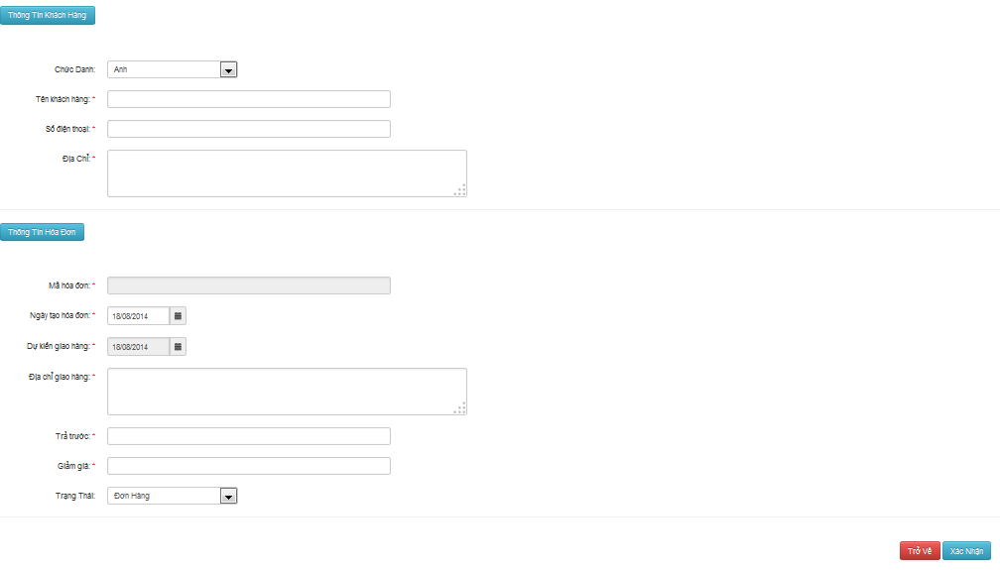 Thông Tin Khách Hàng
Chức Danh: Anh
Tên khách hàng: *
Số điện thoại: *
Địa Chỉ: *
Thông Tin Hóa Đơn
Mã hóa đơn: *
Ngày tạo hóa đơn: * 18/08/2014
Dự kiến giao hàng: * 18/08/2014
Địa chỉ giao hàng: *
Trả trước: *
Giảm giá: *
Trạng Thái: Đơn Hàng
Trở Về Xác Nhận